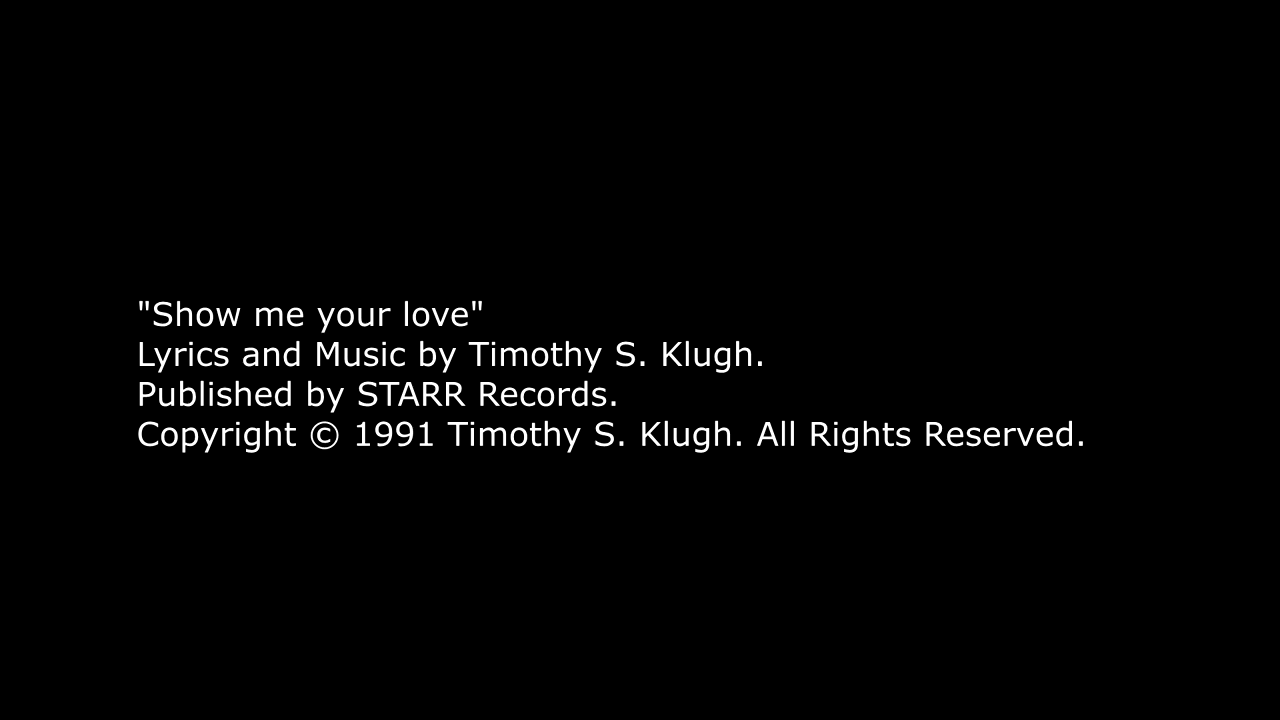 "Show me your love"
Lyrics and Music by Timothy S. Klugh.
Published by STARR Records.
Copyright © 1991 Timothy S. Klugh. All Rights Reserved.